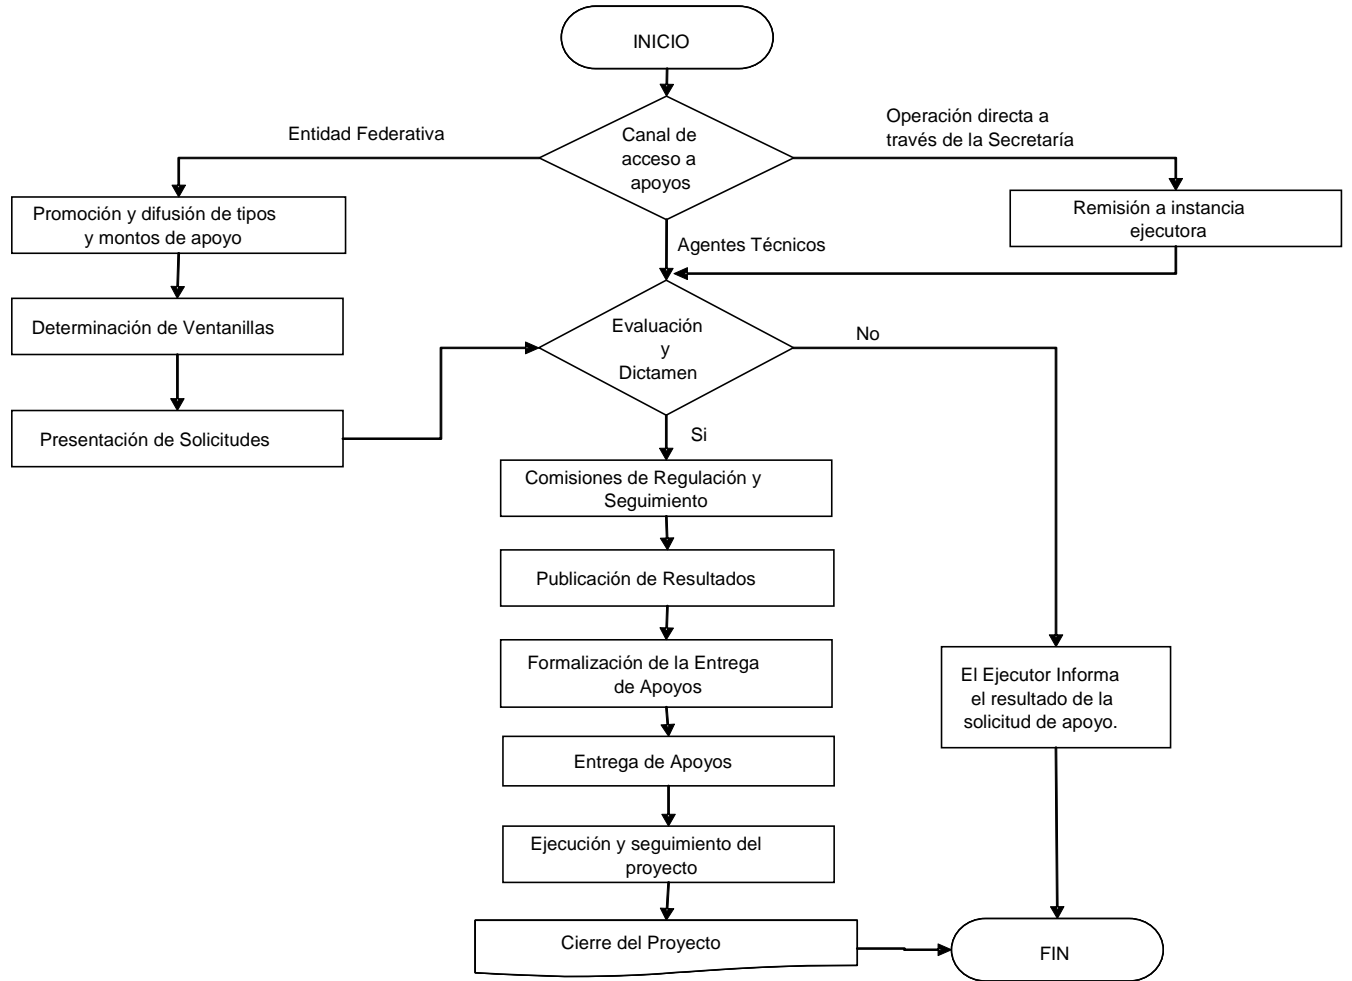 INICIO
Canal de
acceso a
apoyos
Entidad Federativa
Operación directa a
través de la Secretaría
Promoción y difusión de tipos
y montos de apoyo
Remisión a instancia
ejecutora
Agentes Técnicos
Determinación de Ventanillas
Evaluación
y
Dictamen
No
Presentación de Solicitudes
Si
Comisiones de Regulación y
Seguimiento
Publicación de Resultados
Formalización de la Entrega
de Apoyos
El Ejecutor Informa
el resultado de la
solicitud de apoyo.
Entrega de Apoyos
Ejecución y seguimiento del
proyecto
Cierre del Proyecto
FIN